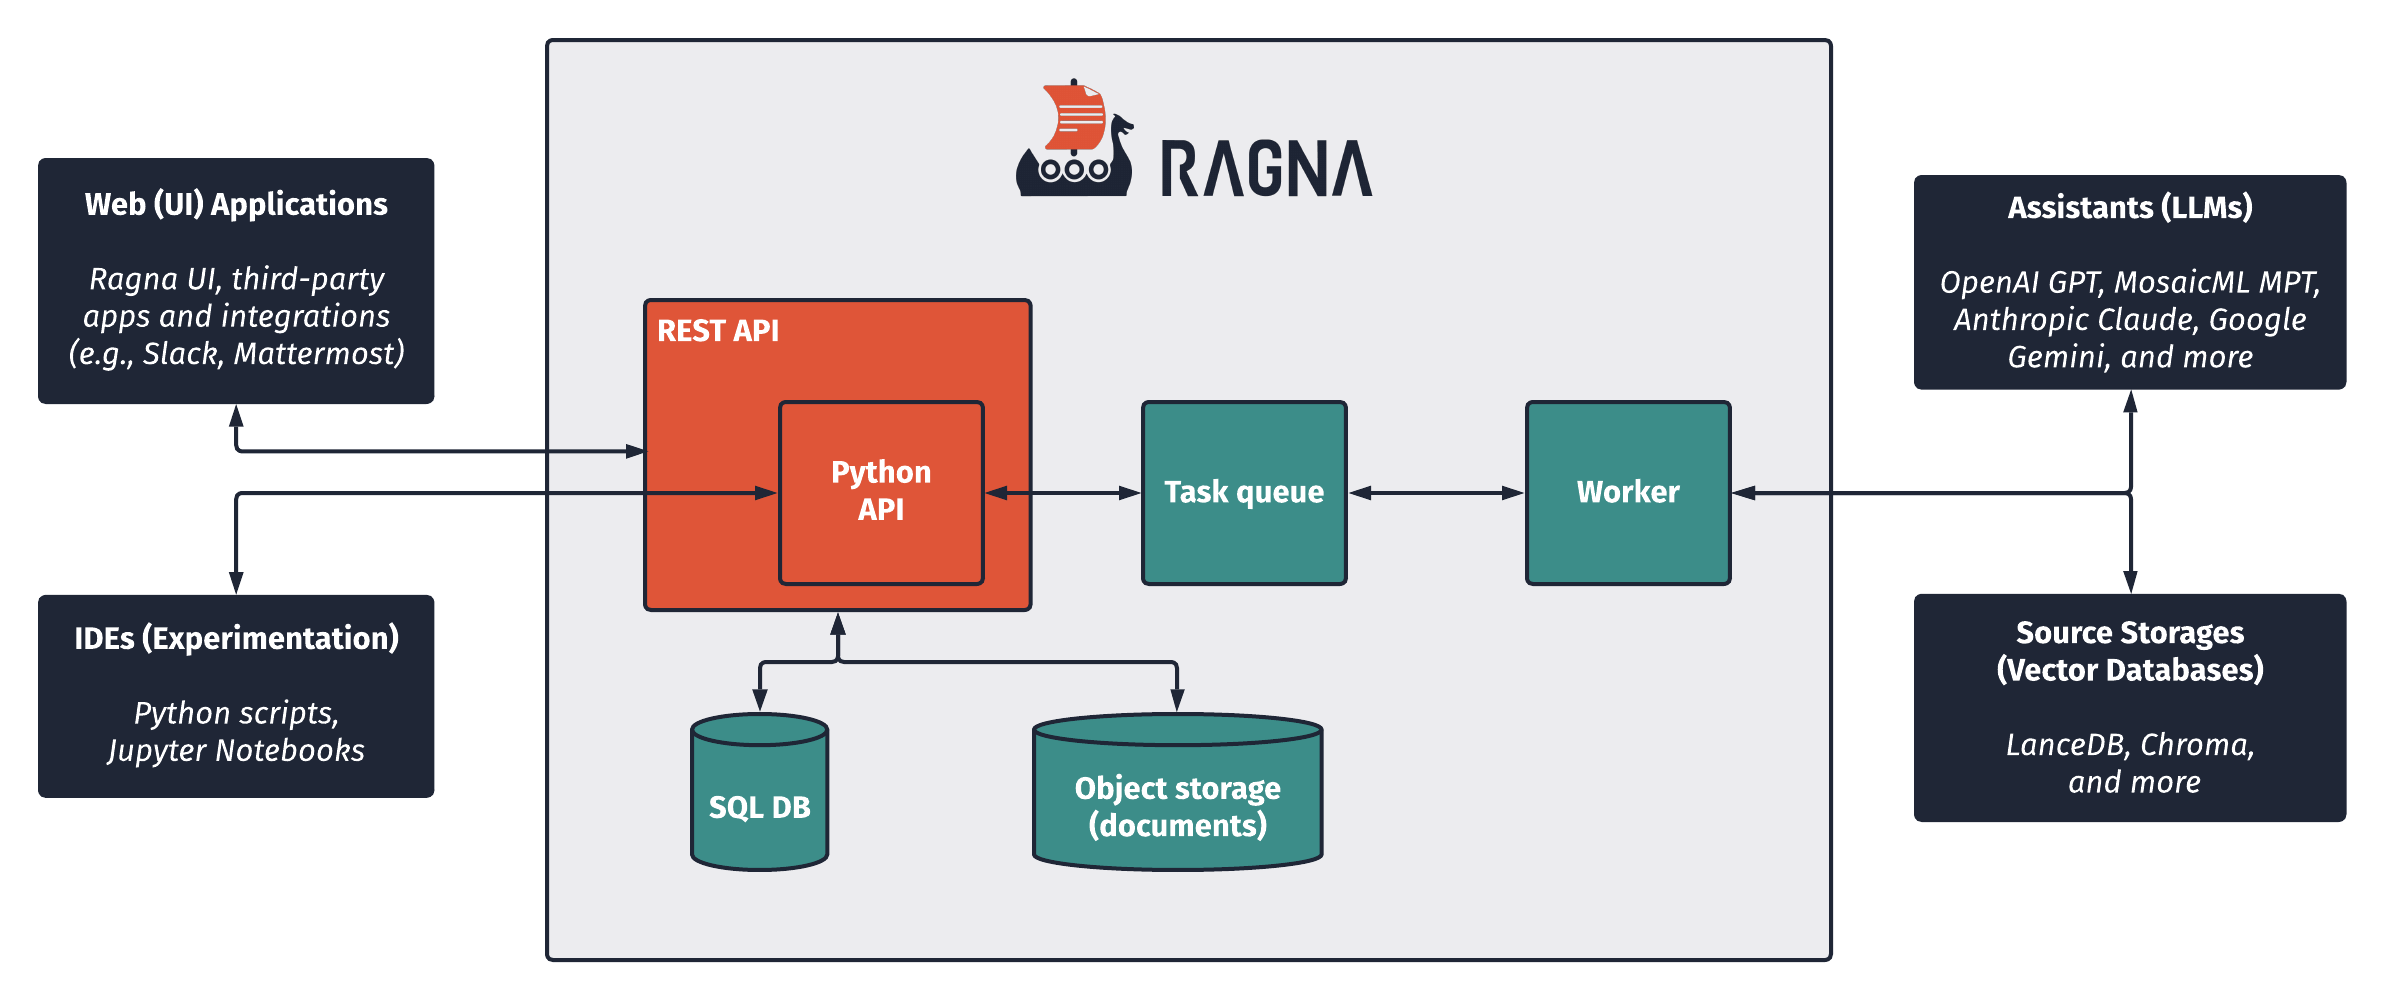 RAGNA
Web (UI) Applications
Ragna UI, third-party
apps and integrations
(e.g., Slack, Mattermost)
IDEs (Experimentation)
Python scripts,
Jupyter Notebooks
REST API
Python
API
Task queue
Worker
SQL DB
Object storage
(documents)
Assistants (LLMs)
OpenAI GPT, MosaicML MPT,
Anthropic Claude, Google
Gemini, and more
Source Storages
(Vector Databases)
LanceDB, Chroma,
and more